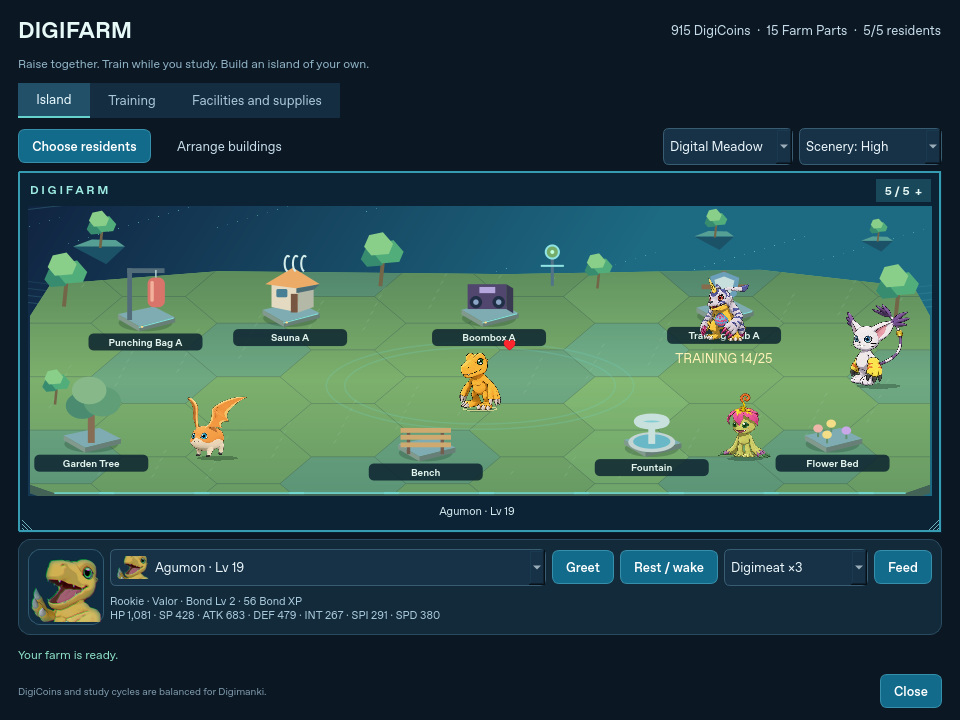 DIGIFARM
915 DigiCoins · 15 Farm Parts · 5/5 residents
Raise together. Train while you study. Build an island of your own.
Island
Training
Facilities and supplies
Choose residents
Arrange buildings
Digital Meadow
Scenery: High
DIGIFARM
5 / 5 +
Punching Bag A
Sauna A
Boombox A
TRAINING 14/25
Garden Tree
Bench
Fountain
Flower Bed
Agumon · Lv 19
Agumon · Lv 19
Greet
Rest / wake
Digimeat ×3
Feed
Rookie · Valor · Bond Lv 2 · 56 Bond XP
HP 1,081 · SP 428 · ATK 683 · DEF 479 · INT 267 · SPI 291 · SPD 380
Your farm is ready.
DigiCoins and study cycles are balanced for Digimanki.
Close